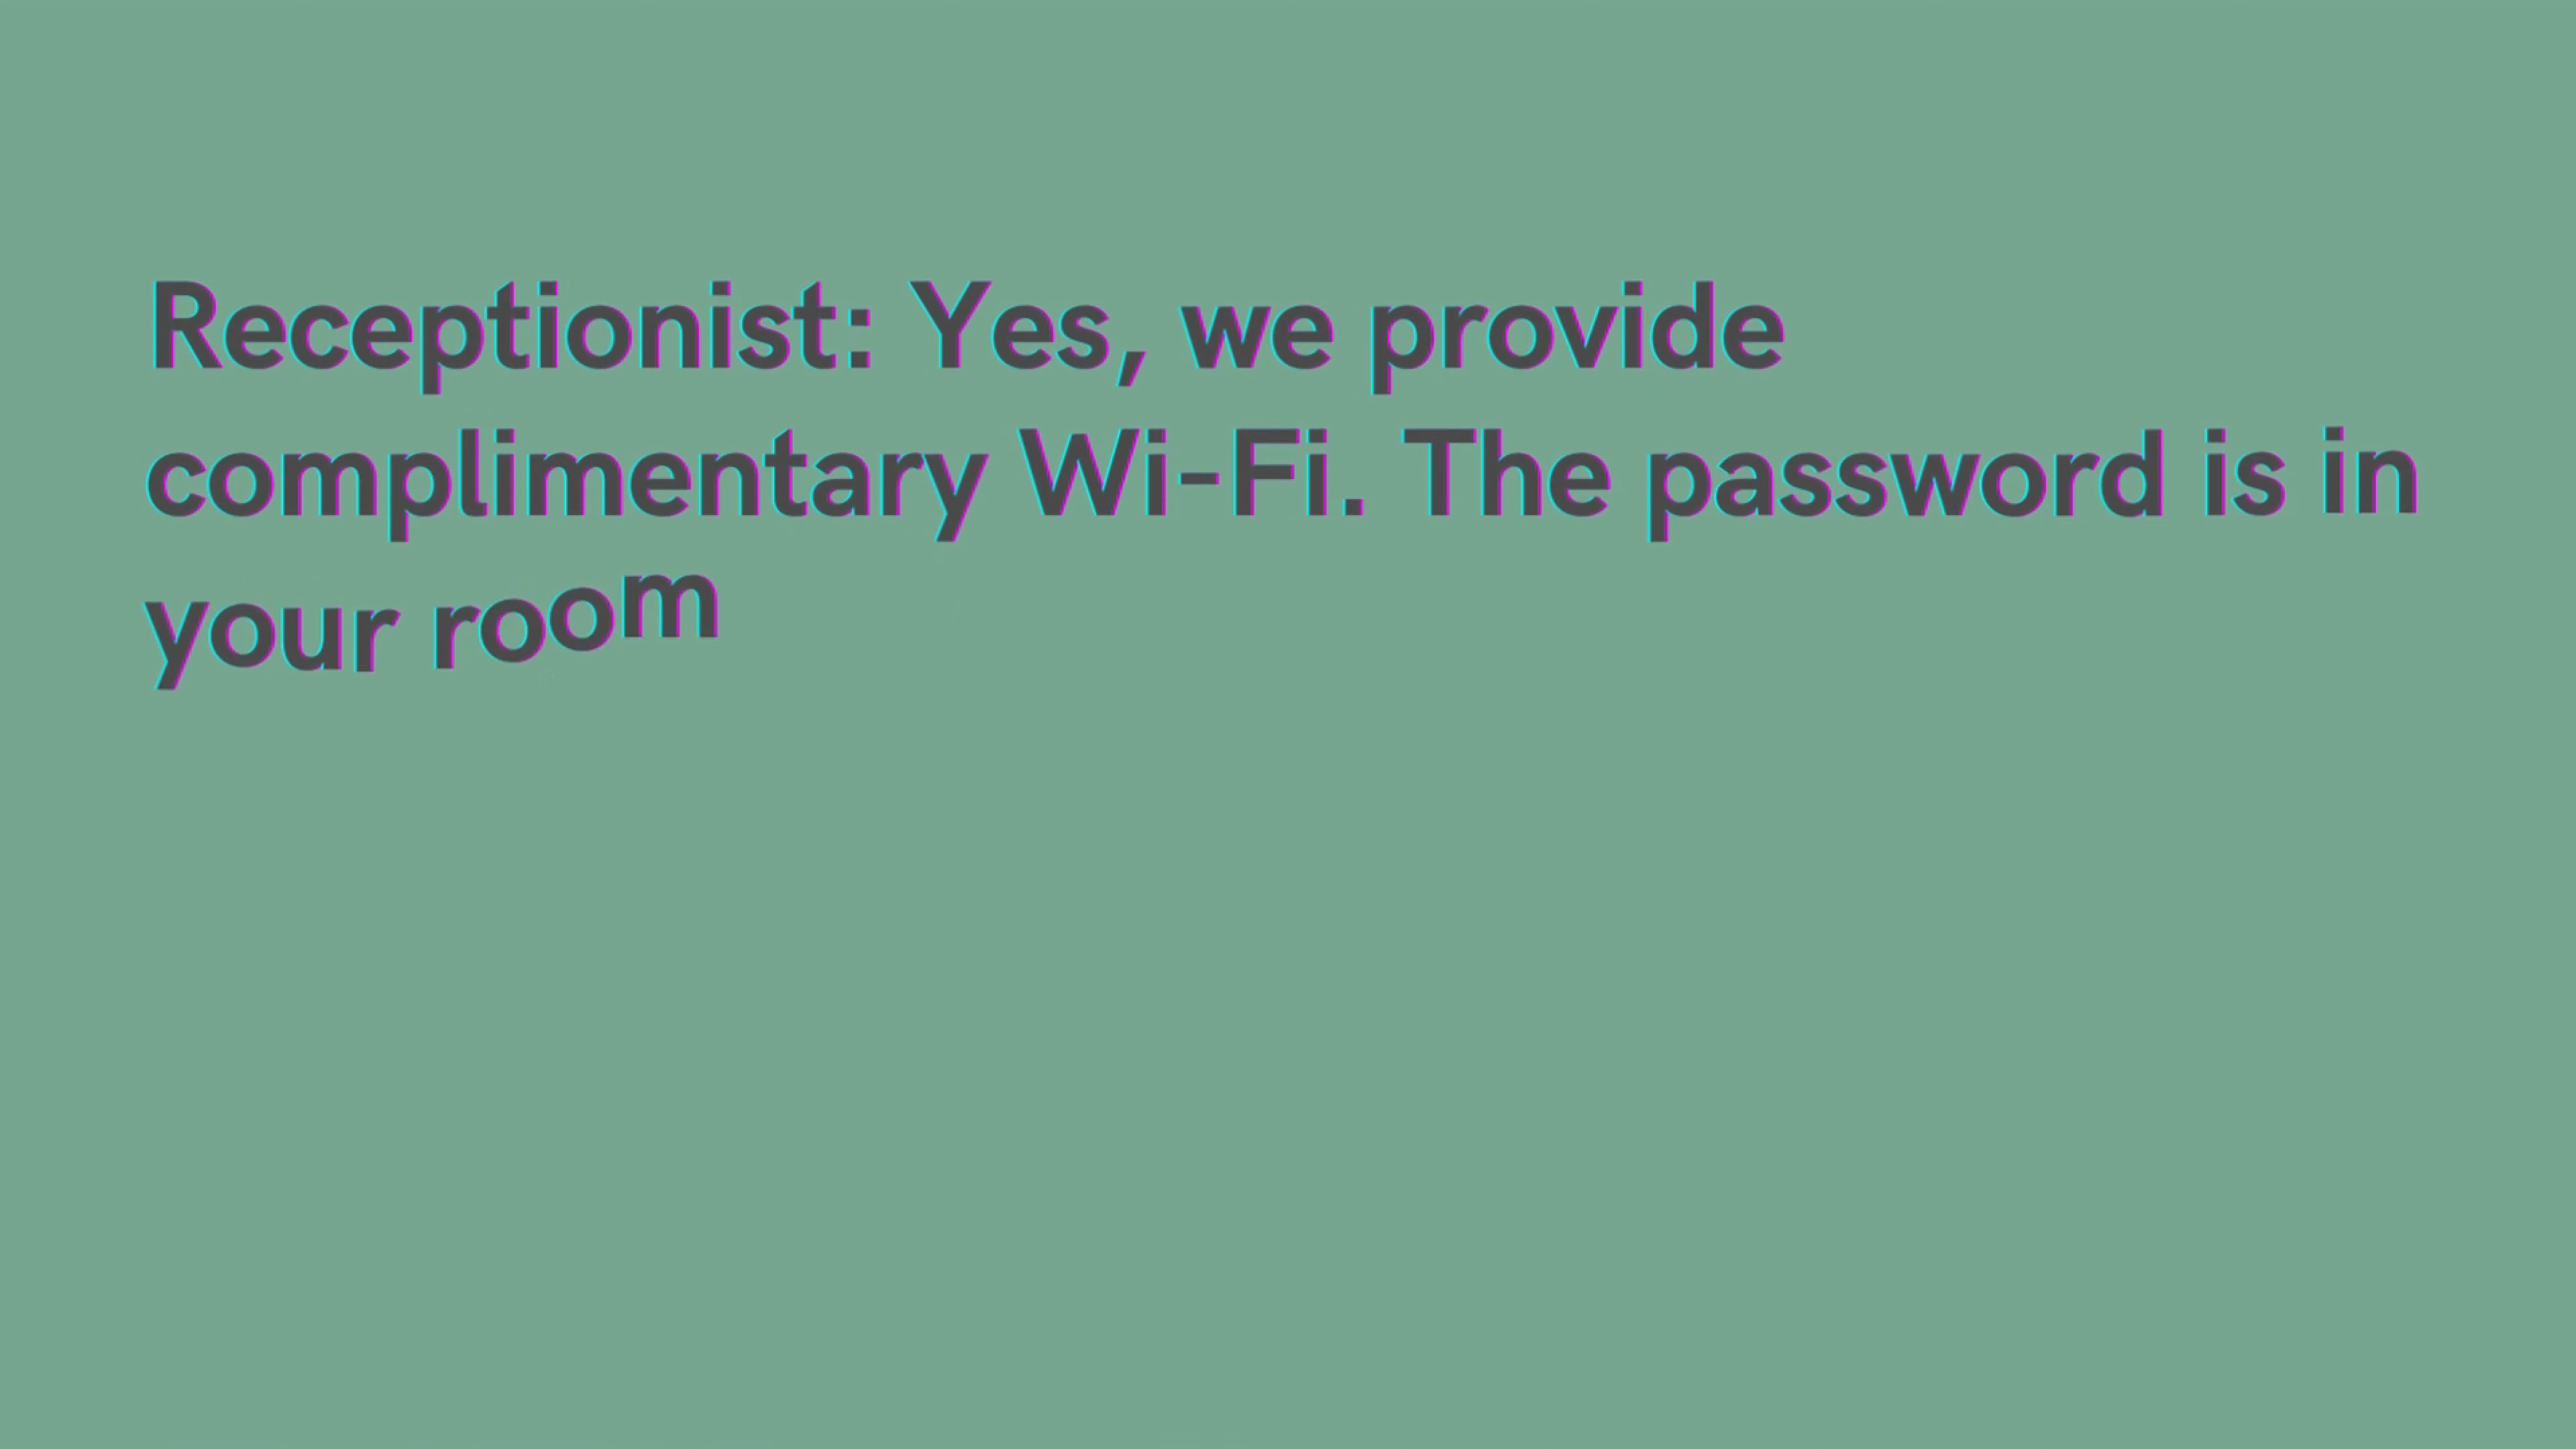 Receptionist: Yes, we provide
complimentary Wi-Fi. The password is in
your room